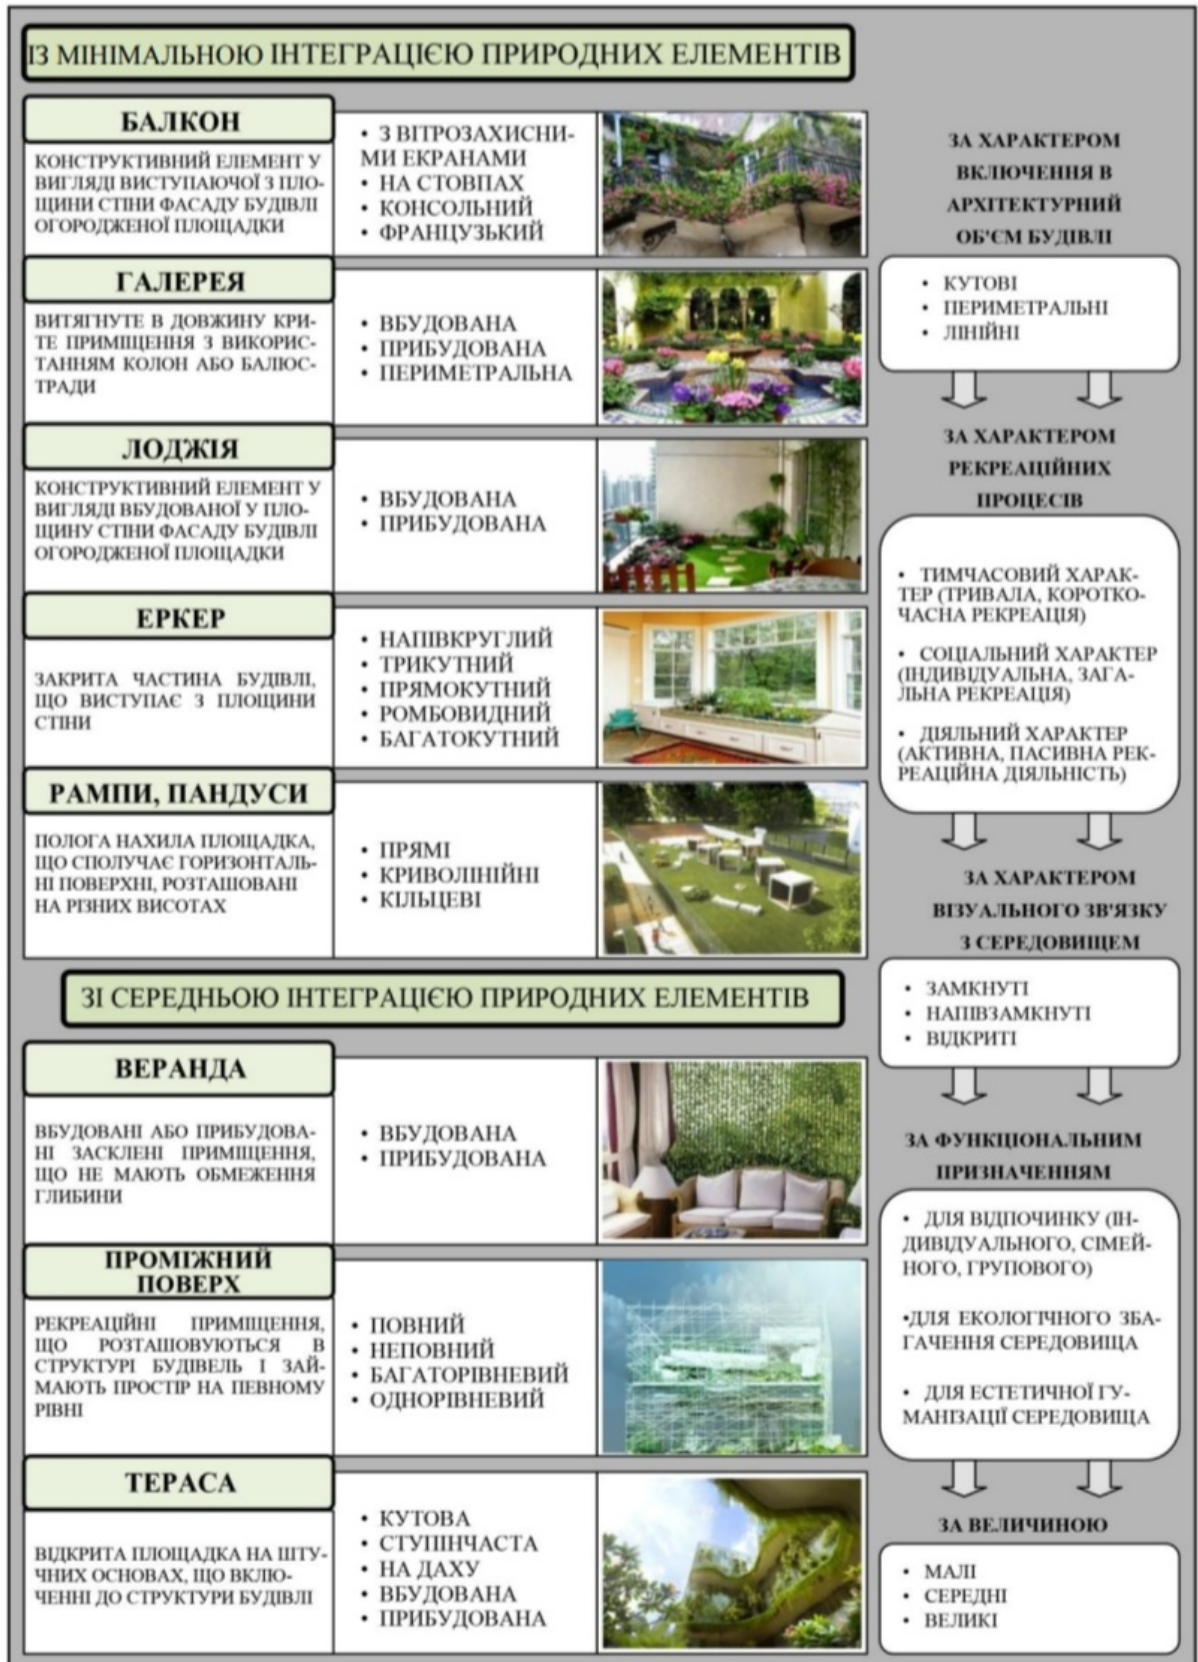 ІЗ МІНІМАЛЬНОЮ ІНТЕГРАЦІЄЮ ПРИРОДНИХ ЕЛЕМЕНТІВ
БАЛКОН
КОНСТРУКТИВНИЙ ЕЛЕМЕНТ У
ВИГЛЯДІ ВИСТУПАЮЧОЇ З ПЛО-
ЩИНИ СТІНИ ФАСАДУ БУДІВЛІ
ОГОРОДЖЕНОЇ ПЛОЩАДКИ
• З ВІТРОЗАХИСНИ-
МИ ЕКРАНАМИ
• НА СТОВПАХ
• КОНСОЛЬНИЙ
• ФРАНЦУЗЬКИЙ
ГАЛЕРЕЯ
ВИТЯГНУТЕ В ДОВЖИНУ КРИ-
ТЕ ПРИМІЩЕННЯ З ВИКОРИС-
ТАННЯМ КОЛОН АБО БАЛЮС-
ТРАДИ
• ВБУДОВАНА
• ПРИБУДОВАНА
• ПЕРИМЕТРАЛЬНА
ЛОДЖІЯ
КОНСТРУКТИВНИЙ ЕЛЕМЕНТ У
ВИГЛЯДІ ВБУДОВАНОЇ У ПЛО-
ЩИНУ СТІНИ ФАСАДУ БУДІВЛІ
ОГОРОДЖЕНОЇ ПЛОЩАДКИ
• ВБУДОВАНА
• ПРИБУДОВАНА
ЕРКЕР
ЗАКРИТА ЧАСТИНА БУДІВЛІ,
ЩО ВИСТУПАЄ З ПЛОЩИНИ
СТІНИ
• НАПІВКРУГЛИЙ
• ТРИКУТНИЙ
• ПРЯМОКУТНИЙ
• РОМБОВИДНИЙ
• БАГАТОКУТНИЙ
РАМПИ, ПАНДУСИ
ПОЛОГА НАХИЛА ПЛОЩАДКА,
ЩО СПОЛУЧАЄ ГОРИЗОНТАЛЬ-
НІ ПОВЕРХНІ, РОЗТАШОВАНІ
НА РІЗНИХ ВИСОТАХ
• ПРЯМІ
• КРИВОЛІНІЙНІ
• КІЛЬЦЕВІ
ЗІ СЕРЕДНЬОЮ ІНТЕГРАЦІЄЮ ПРИРОДНИХ ЕЛЕМЕНТІВ
ВЕРАНДА
ВБУДОВАНІ АБО ПРИБУДОВА-
НІ ЗАСКЛЕНІ ПРИМІЩЕННЯ,
ЩО НЕ МАЮТЬ ОБМЕЖЕННЯ
ГЛИБИНИ
• ВБУДОВАНА
• ПРИБУДОВАНА
ПРОМІЖНИЙ
ПОВЕРХ
РЕКРЕАЦІЙНІ ПРИМІЩЕННЯ,
ЩО РОЗТАШОВУЮТЬСЯ В
СТРУКТУРІ БУДІВЕЛЬ І ЗАЙ-
МАЮТЬ ПРОСТІР НА ПЕВНОМУ
РІВНІ
• ПОВНИЙ
• НЕПОВНИЙ
• БАГАТОРІВНЕВИЙ
• ОДНОРІВНЕВИЙ
ТЕРАСА
ВІДКРИТА ПЛОЩАДКА НА ШТУ-
ЧНИХ ОСНОВАХ, ЩО ВКЛЮ-
ЧЕННІ ДО СТРУКТУРИ БУДІВЛІ
• КУТОВА
• СТУПІНЧАСТА
• НА ДАХУ
• ВБУДОВАНА
• ПРИБУДОВАНА
ЗА ХАРАКТЕРОМ
ВКЛЮЧЕННЯ В
АРХІТЕКТУРНИЙ
ОБ'ЄМ БУДІВЛІ
• КУТОВІ
• ПЕРИМЕТРАЛЬНІ
• ЛІНІЙНІ
ЗА ХАРАКТЕРОМ
РЕКРЕАЦІЙНИХ
ПРОЦЕСІВ
• ТИМЧАСОВИЙ ХАРАК-
ТЕР (ТРИВАЛА, КОРОТКО-
ЧАСНА РЕКРЕАЦІЯ)
• СОЦІАЛЬНИЙ ХАРАКТЕР
(ІНДИВІДУАЛЬНА, ЗАГА-
ЛЬНА РЕКРЕАЦІЯ)
• ДІЯЛЬНИЙ ХАРАКТЕР
(АКТИВНА, ПАСИВНА РЕК-
РЕАЦІЙНА ДІЯЛЬНІСТЬ)
ЗА ХАРАКТЕРОМ
ВІЗУАЛЬНОГО ЗВ'ЯЗКУ
З СЕРЕДОВИЩЕМ
• ЗАМКНУТІ
• НАПІВЗАМКНУТІ
• ВІДКРИТІ
ЗА ФУНКЦІОНАЛЬНИМ
ПРИЗНАЧЕННЯМ
• ДЛЯ ВІДПОЧИНКУ (ІН-
ДИВІДУАЛЬНОГО, СІМЕЙ-
НОГО, ГРУПОВОГО)
•ДЛЯ ЕКОЛОГІЧНОГО ЗБА-
ГАЧЕННЯ СЕРЕДОВИЩА
• ДЛЯ ЕСТЕТИЧНОЇ ГУ-
МАНІЗАЦІЇ СЕРЕДОВИЩА
ЗА ВЕЛИЧИНОЮ
• МАЛІ
• СЕРЕДНІ
• ВЕЛИКІ